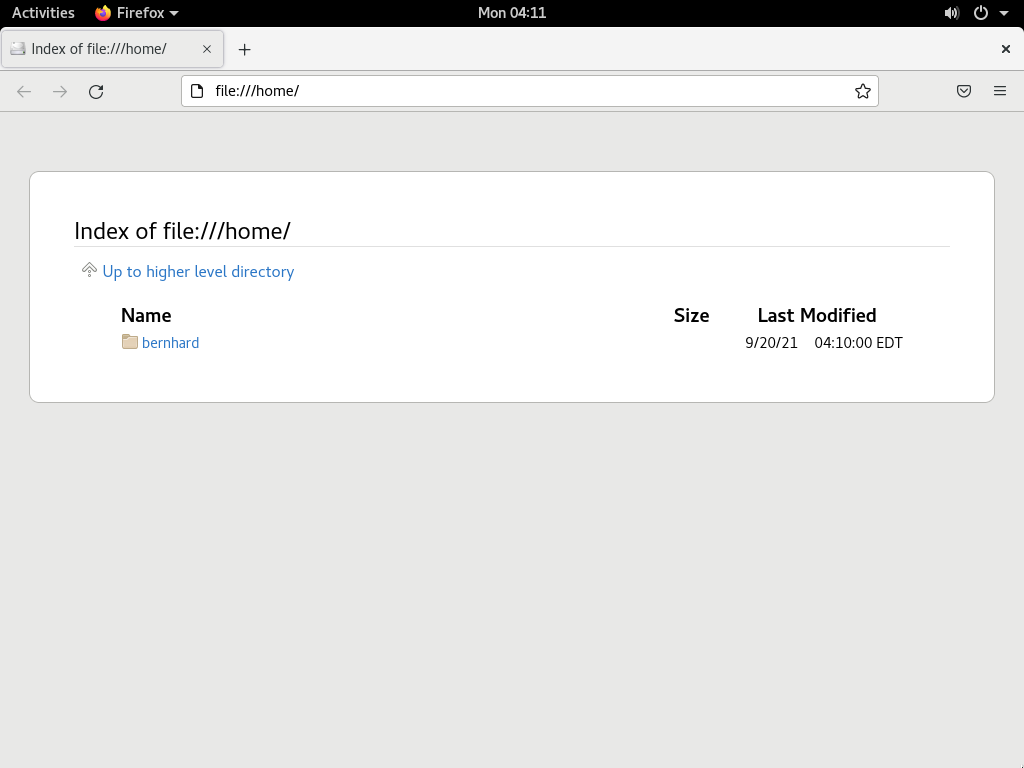 Activities Firefox Mon 04:11
Index of file:///home/
file:///home/
Index of file:///home/
Up to higher level directory
Name Size Last Modified
bernhard 9/20/21 04:10:00 EDT